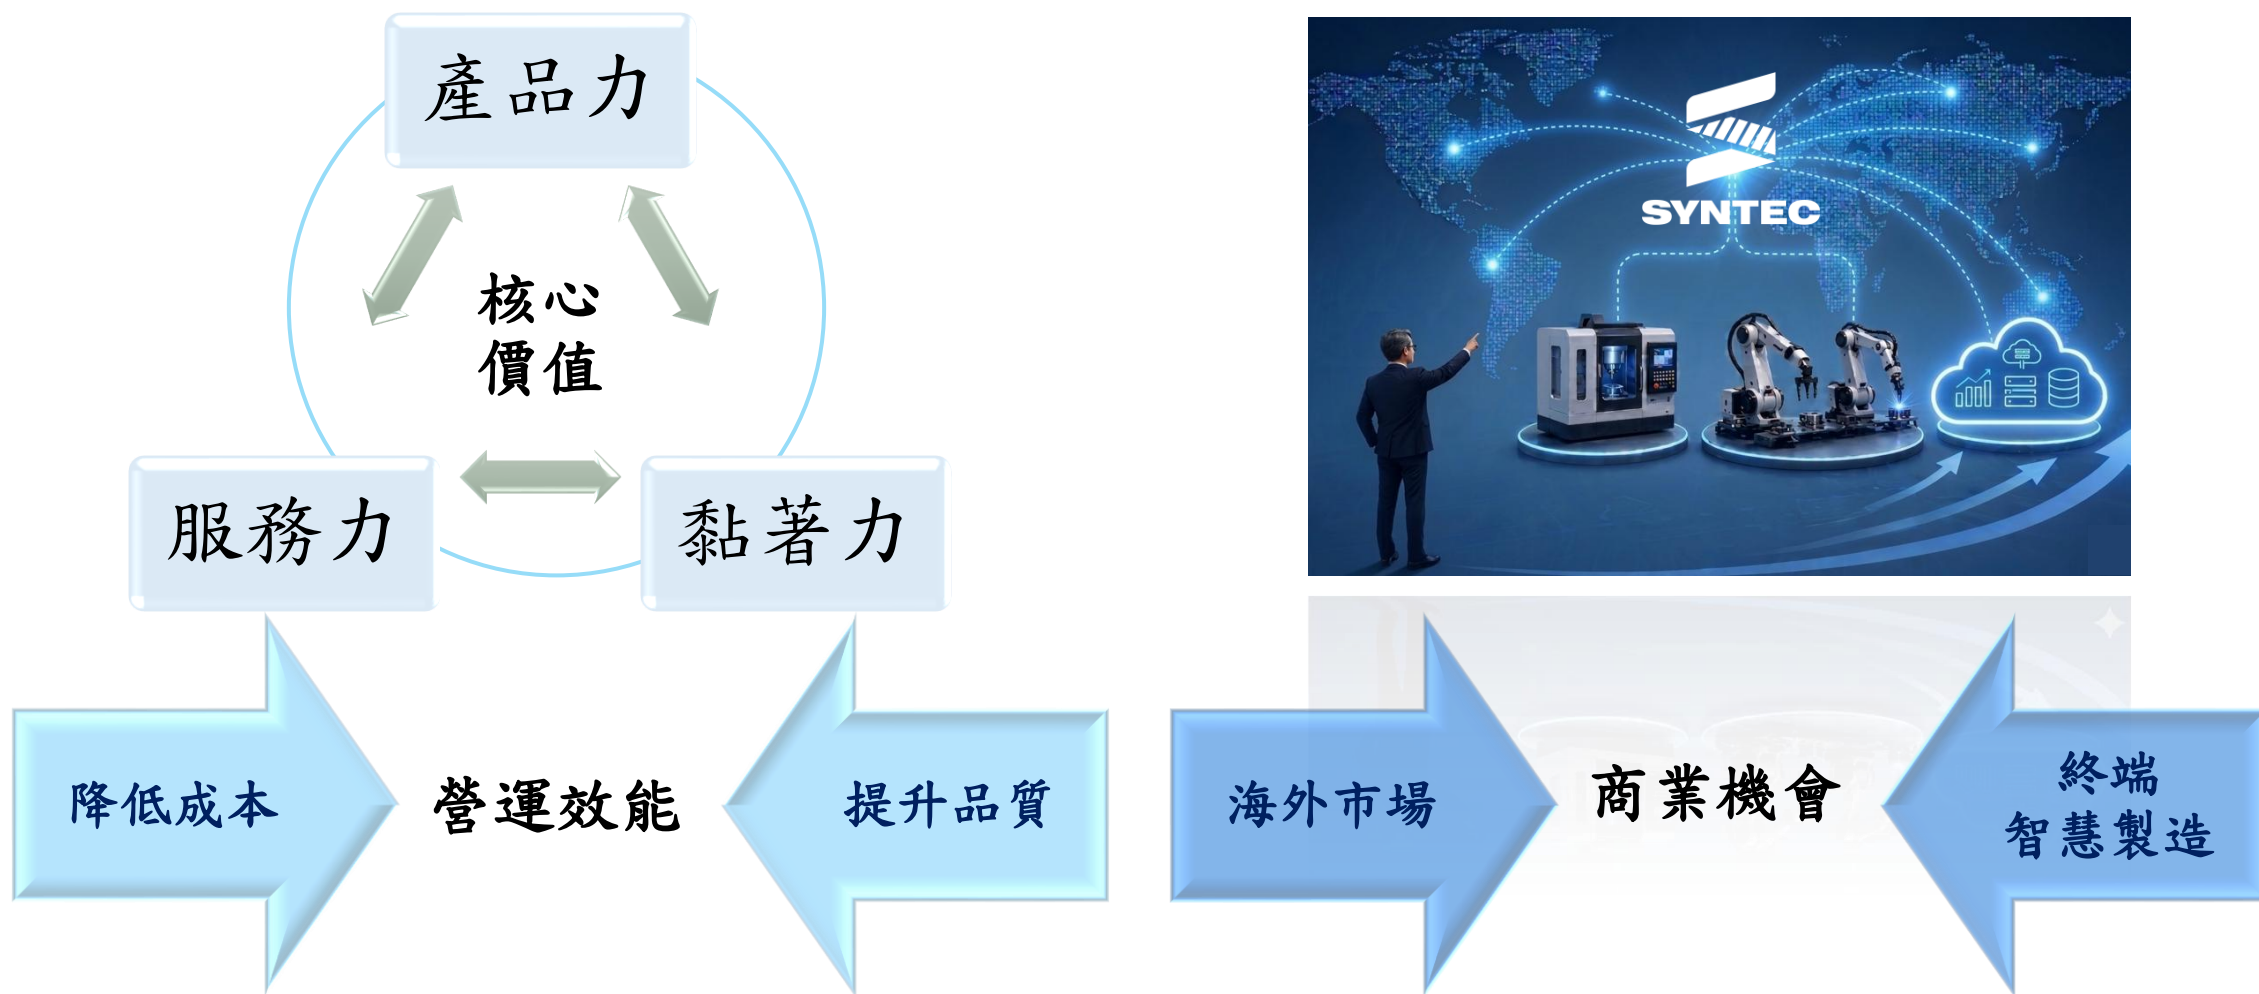 產品力
核心
價值
服務力
黏著力
降低成本
營運效能
提升品質
SYNTEC
海外市場
商業機會
終端
智慧製造